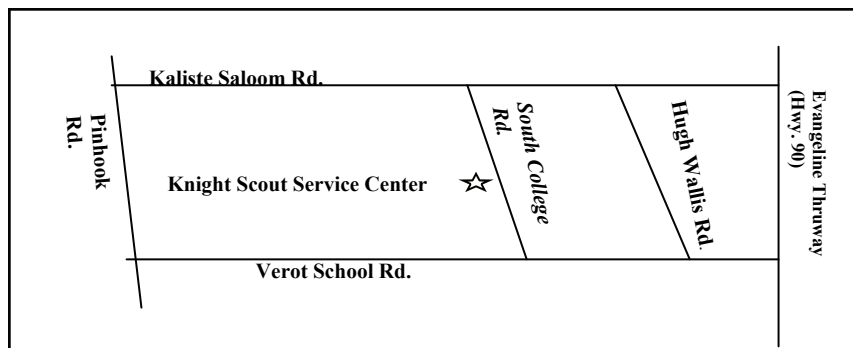 Kaliste Saloom Rd.
Pinhook
Rd.
South College
Rd.
Hugh Wallis Rd.
Evangeline Thruway
(Hwy. 90)
Knight Scout Service Center
Verot School Rd.